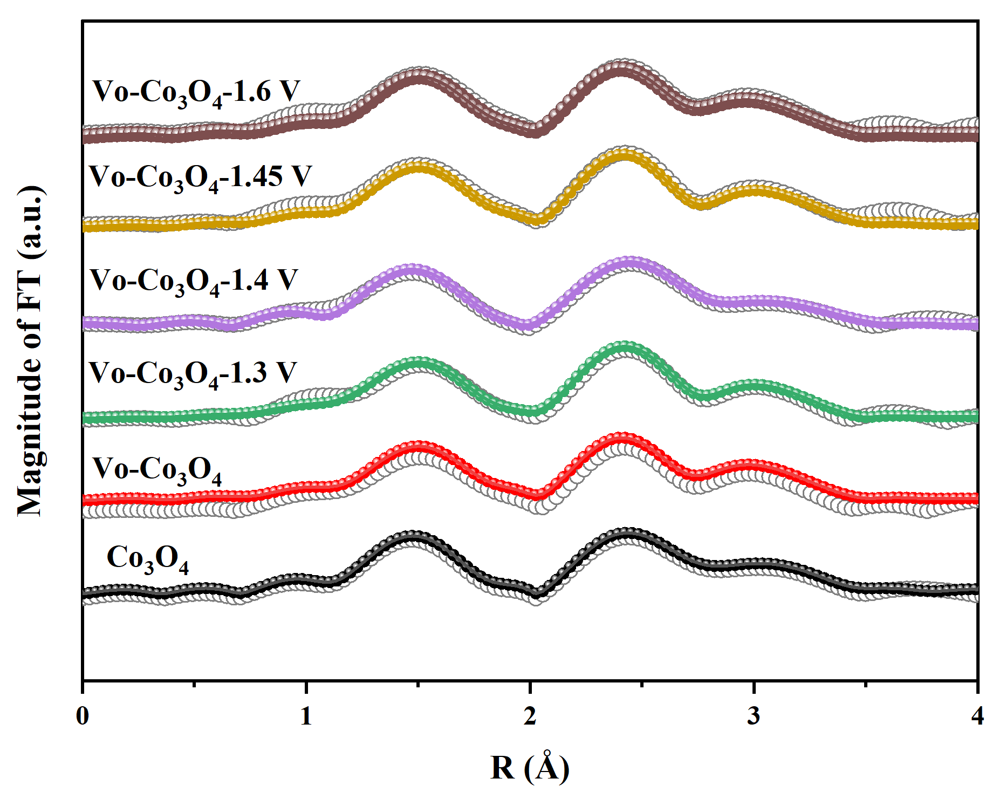 Vo-Co₃O₄-1.6 V
Vo-Co₃O₄-1.45 V
Vo-Co₃O₄-1.4 V
Vo-Co₃O₄-1.3 V
Vo-Co₃O₄
Co₃O₄
Magnitude of FT (a.u.)
0 1 2 3 4
R (Å)